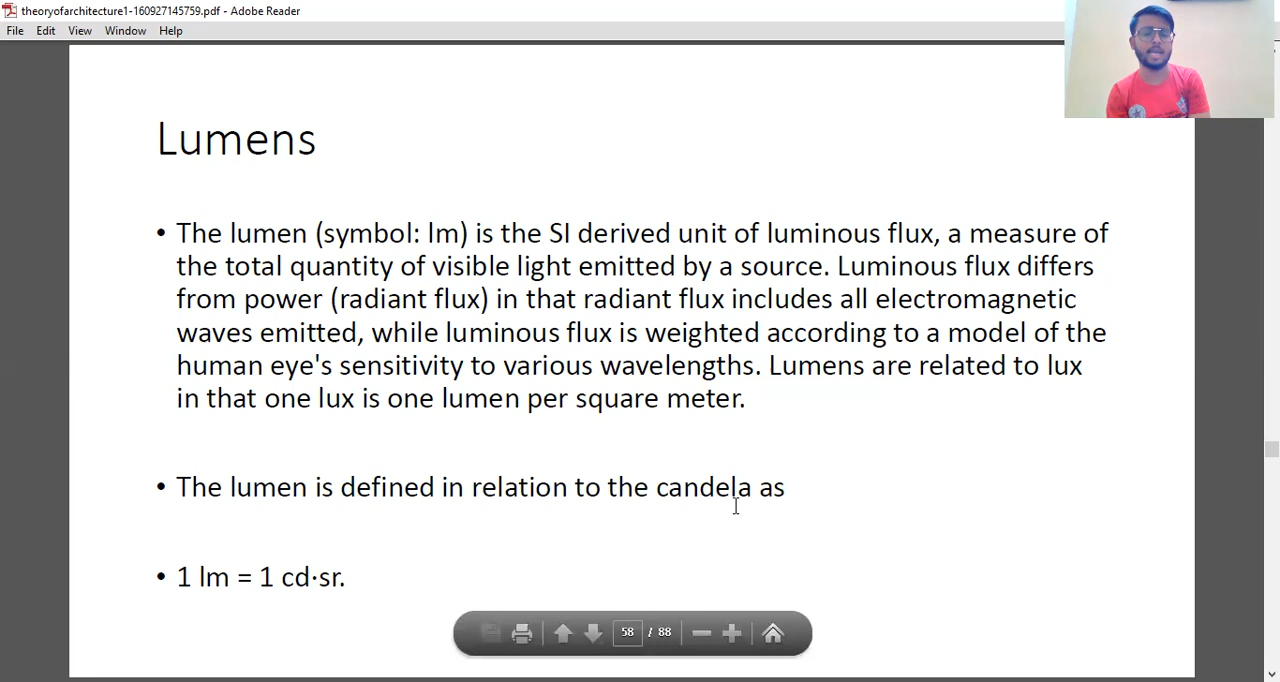 theoryofarchitecture1-160927145759.pdf - Adobe Reader
File Edit View Window Help
Lumens
• The lumen (symbol: lm) is the SI derived unit of luminous flux, a measure of
the total quantity of visible light emitted by a source. Luminous flux differs
from power (radiant flux) in that radiant flux includes all electromagnetic
waves emitted, while luminous flux is weighted according to a model of the
human eye's sensitivity to various wavelengths. Lumens are related to lux
in that one lux is one lumen per square meter.
• The lumen is defined in relation to the candela as
• 1 lm = 1 cd·sr.
58 / 88